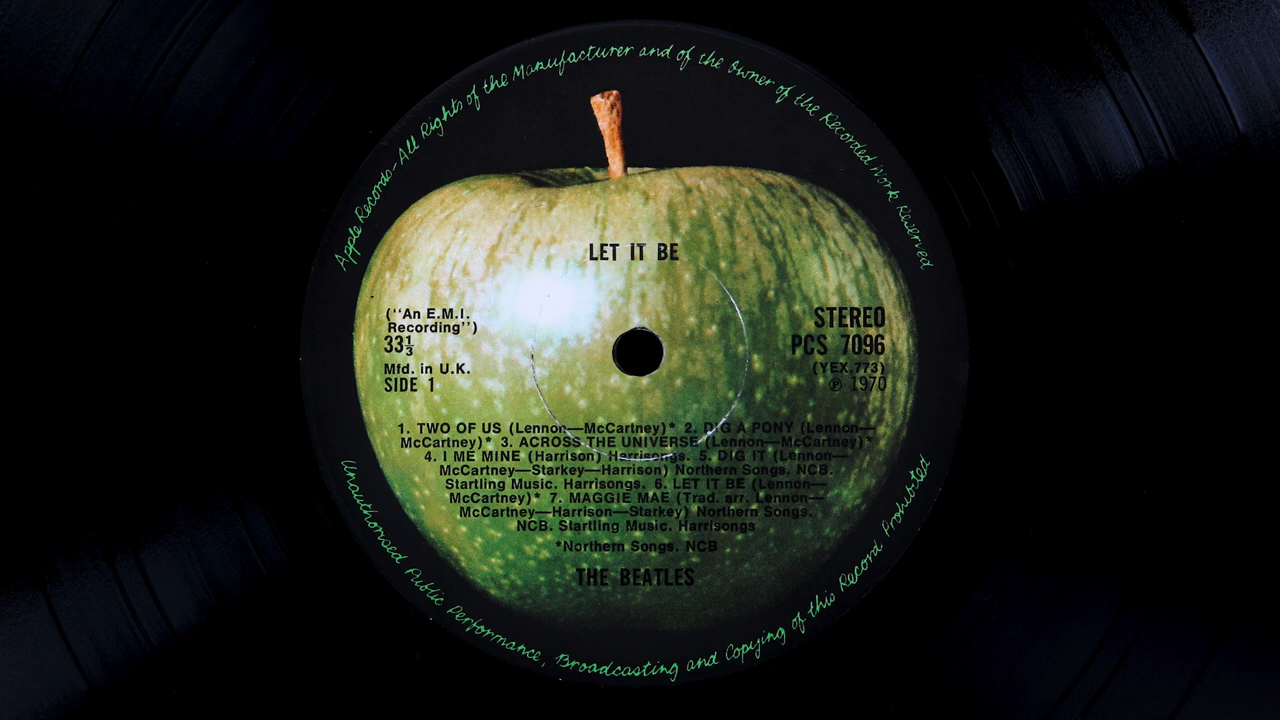 Apple Records-All Rights of the Manufacturer and of the Owner of the Recorded Work Reserved
LET IT BE
(“An E.M.I.
Recording”)
33⅓
Mfd. in U.K.
SIDE 1
STEREO
PCS 7096
(YEX.773)
℗ 1970
1. TWO OF US (Lennon—McCartney)* 2. DIG A PONY (Lennon—
McCartney)* 3. ACROSS THE UNIVERSE (Lennon—McCartney)*
4. I ME MINE (Harrison) Harrisongs. 5. DIG IT (Lennon—
McCartney—Starkey—Harrison) Northern Songs. NCB.
Startling Music. Harrisongs. 6. LET IT BE (Lennon—
McCartney)* 7. MAGGIE MAE (Trad. arr. Lennon—
McCartney—Harrison—Starkey) Northern Songs.
NCB. Startling Music. Harrisongs
*Northern Songs. NCB
THE BEATLES
Unauthorised Public Performance, Broadcasting and Copying of this Record Prohibited